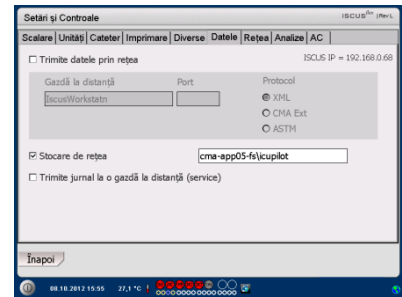 Setări și Controale ISCUSflex iRev L
Scalare Unități Cateter Imprimare Diverse Datele Rețea Analize AC
Trimite datele prin rețea ISCUS IP = 192.168.0.68
Gazdă la distanță Port Protocol
IscusWorkstatn XML
CMA Ext
ASTM
Stocare de rețea cma-app05-fs\icupilot
Trimite jurnal la o gazdă la distanță (service)
Înapoi
08.10.2012 15:55 27,1 °C